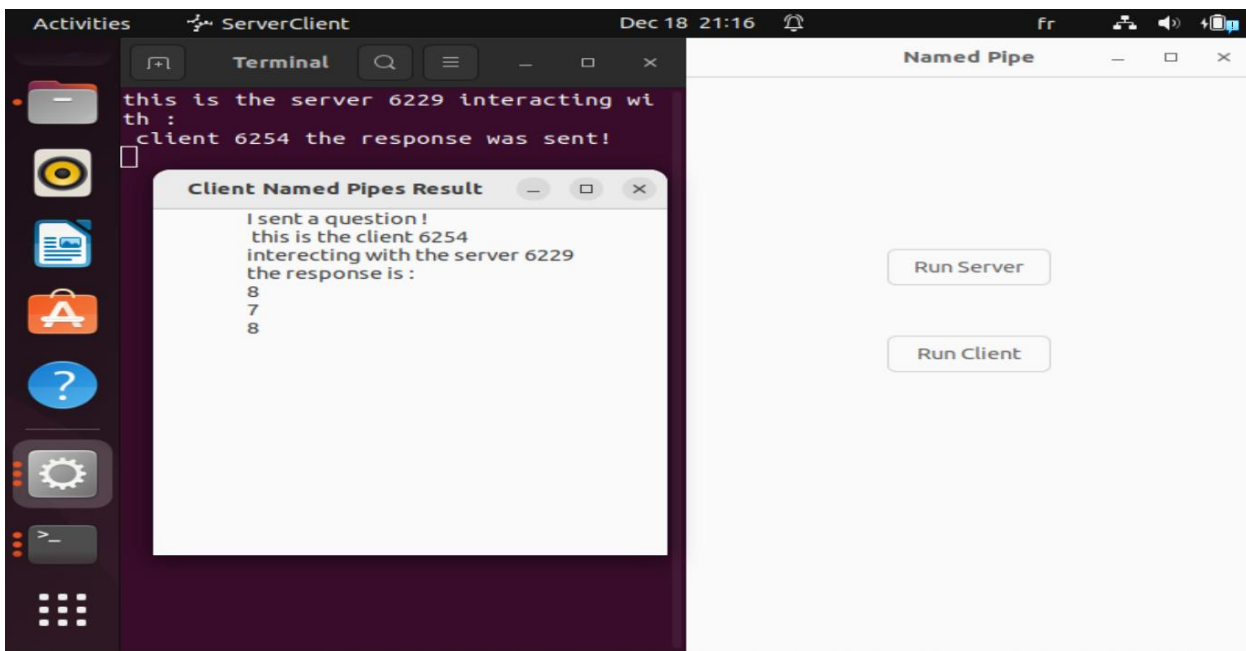 Activities
ServerClient
Dec 18 21:16
fr
Terminal
Named Pipe
this is the server 6229 interacting wi
th :
client 6254 the response was sent!
Client Named Pipes Result
I sent a question !
this is the client 6254
interecting with the server 6229
the response is :
8
7
8
Run Server
Run Client